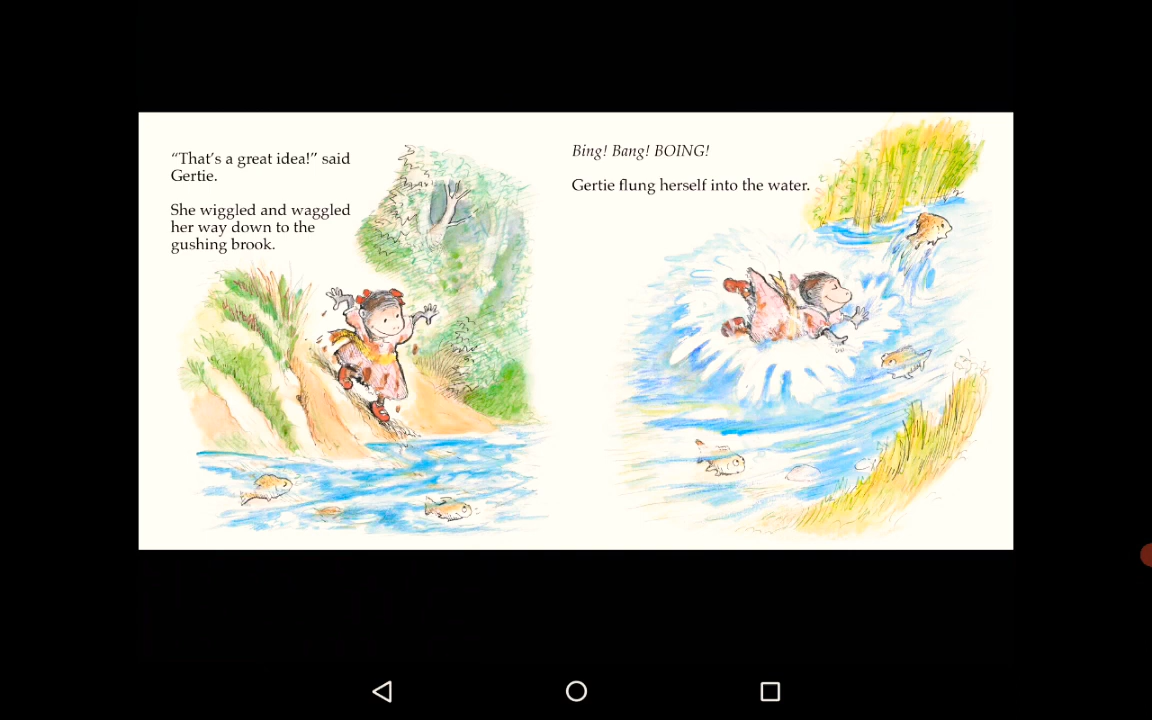 “That’s a great idea!” said
Gertie.
She wiggled and waggled
her way down to the
gushing brook.
Bing! Bang! BOING!
Gertie flung herself into the water.